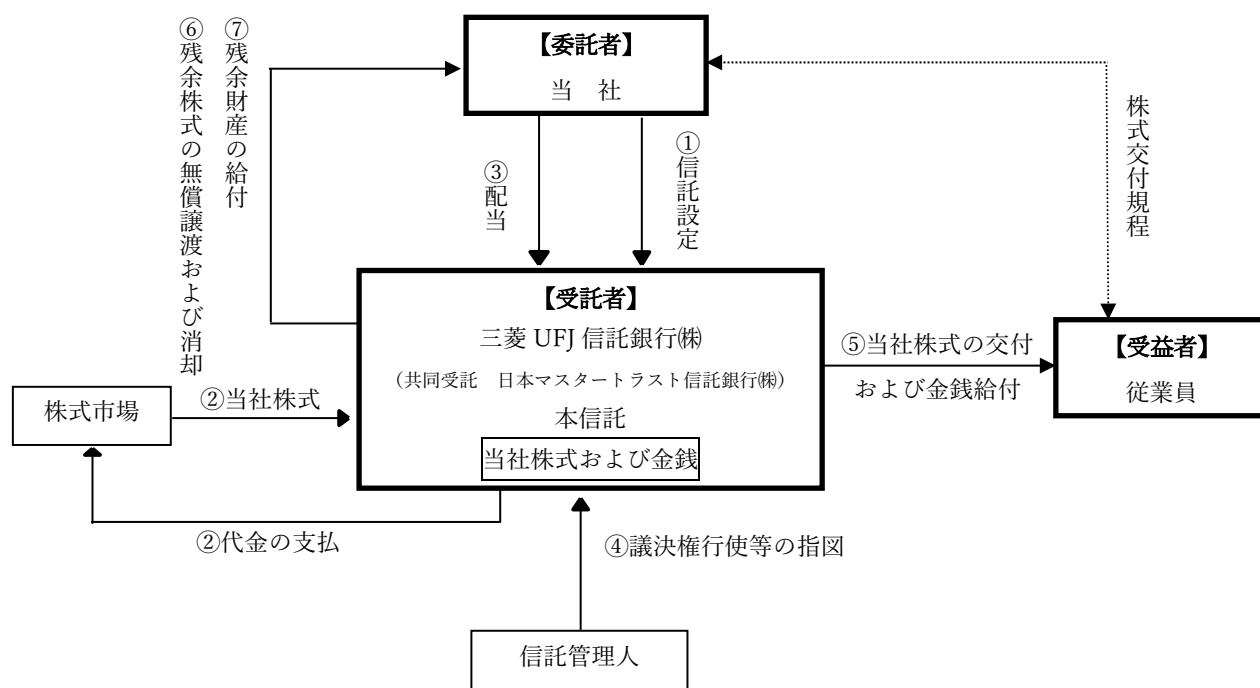 【委託者】
当　社
⑦残余財産の給付
⑥残余株式の無償譲渡および消却
③配当
①信託設定
株式交付規程
【受託者】
三菱 UFJ 信託銀行㈱
（共同受託　日本マスタートラスト信託銀行㈱）
本信託
当社株式および金銭
⑤当社株式の交付
および金銭給付
【受益者】
従業員
株式市場
②当社株式
②代金の支払
④議決権行使等の指図
信託管理人